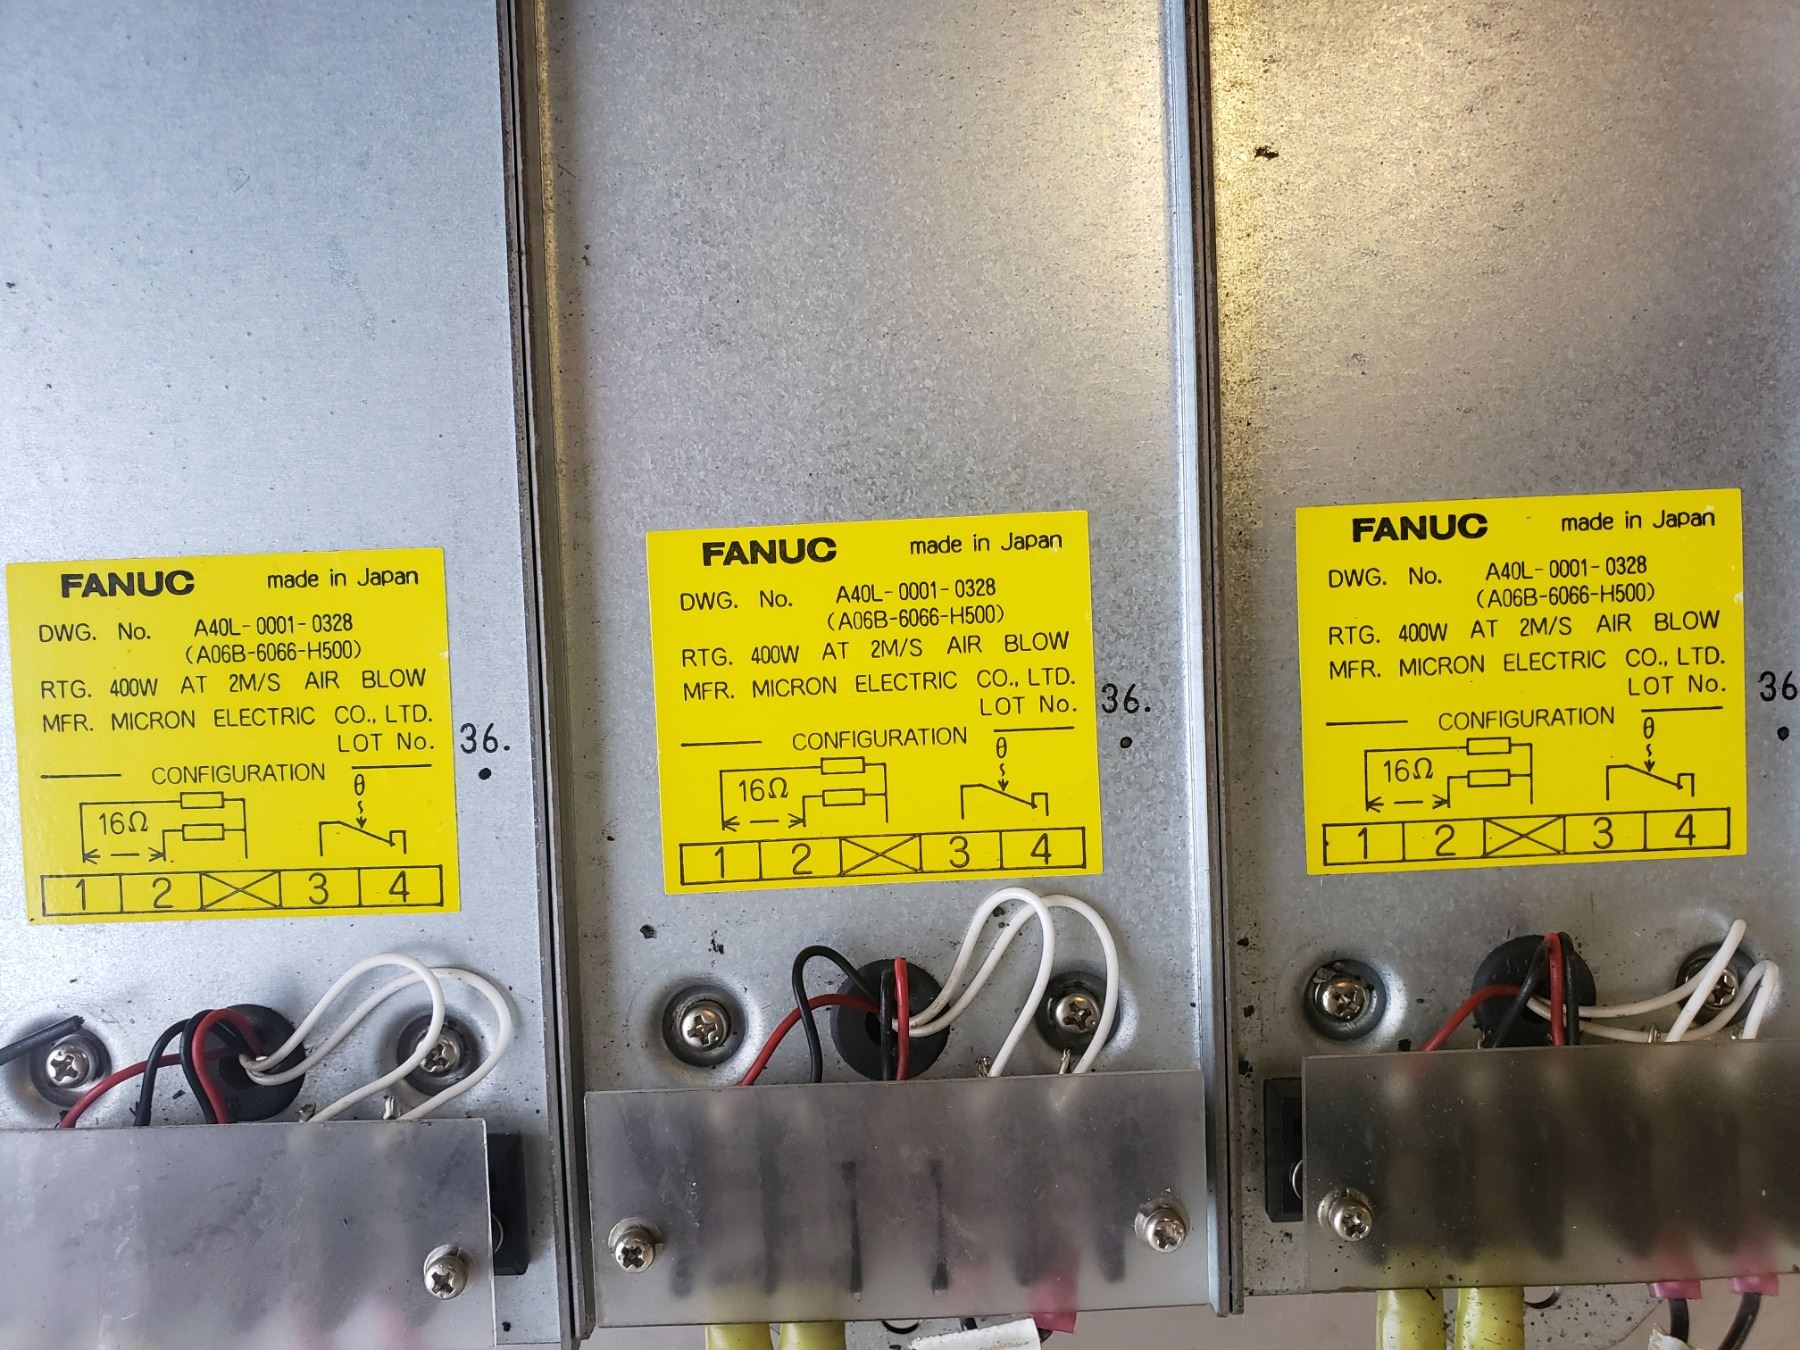 FANUC made in Japan
DWG. No. A40L-0001-0328
(A06B-6066-H500)
RTG. 400W AT 2M/S AIR BLOW
MFR. MICRON ELECTRIC CO., LTD.
LOT No. 36.
CONFIGURATION θ
16Ω
1 2 3 4
FANUC made in Japan
DWG. No. A40L-0001-0328
(A06B-6066-H500)
RTG. 400W AT 2M/S AIR BLOW
MFR. MICRON ELECTRIC CO., LTD.
LOT No. 36.
CONFIGURATION θ
16Ω
1 2 3 4
FANUC made in Japan
DWG. No. A40L-0001-0328
(A06B-6066-H500)
RTG. 400W AT 2M/S AIR BLOW
MFR. MICRON ELECTRIC CO., LTD.
LOT No. 36
CONFIGURATION θ
16Ω
1 2 3 4